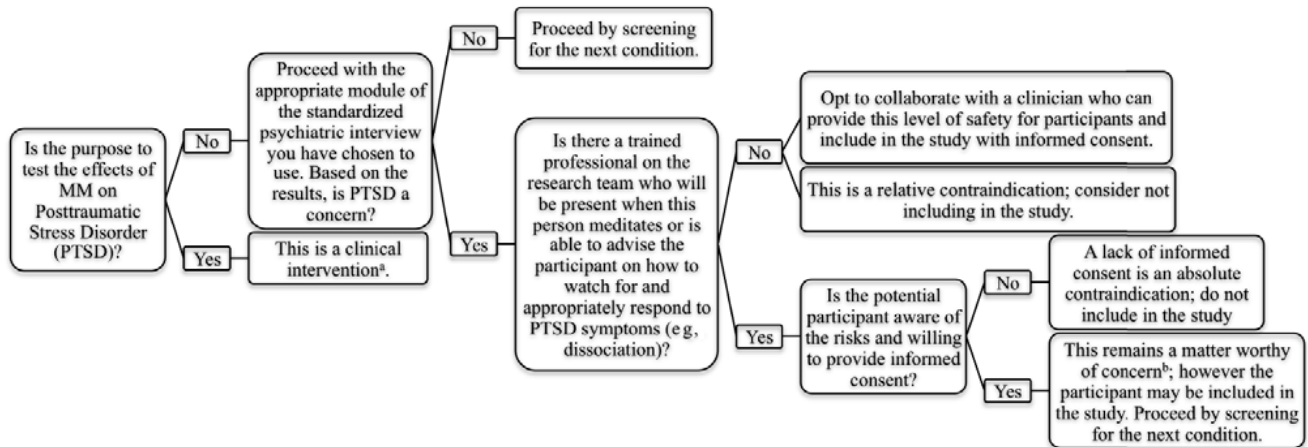 Is the purpose to
test the effects of
MM on
Posttraumatic
Stress Disorder
(PTSD)?
No
Yes
Proceed with the
appropriate module of
the standardized
psychiatric interview
you have chosen to
use. Based on the
results, is PTSD a
concern?
This is a clinical
interventionᵃ.
No
Yes
Proceed by screening
for the next condition.
Is there a trained
professional on the
research team who will
be present when this
person meditates or is
able to advise the
participant on how to
watch for and
appropriately respond to
PTSD symptoms (eg,
dissociation)?
No
Yes
Opt to collaborate with a clinician who can
provide this level of safety for participants and
include in the study with informed consent.
This is a relative contraindication; consider not
including in the study.
Is the potential
participant aware of
the risks and willing
to provide informed
consent?
No
Yes
A lack of informed
consent is an absolute
contraindication; do not
include in the study
This remains a matter worthy
of concernᵇ; however the
participant may be included in
the study. Proceed by screening
for the next condition.